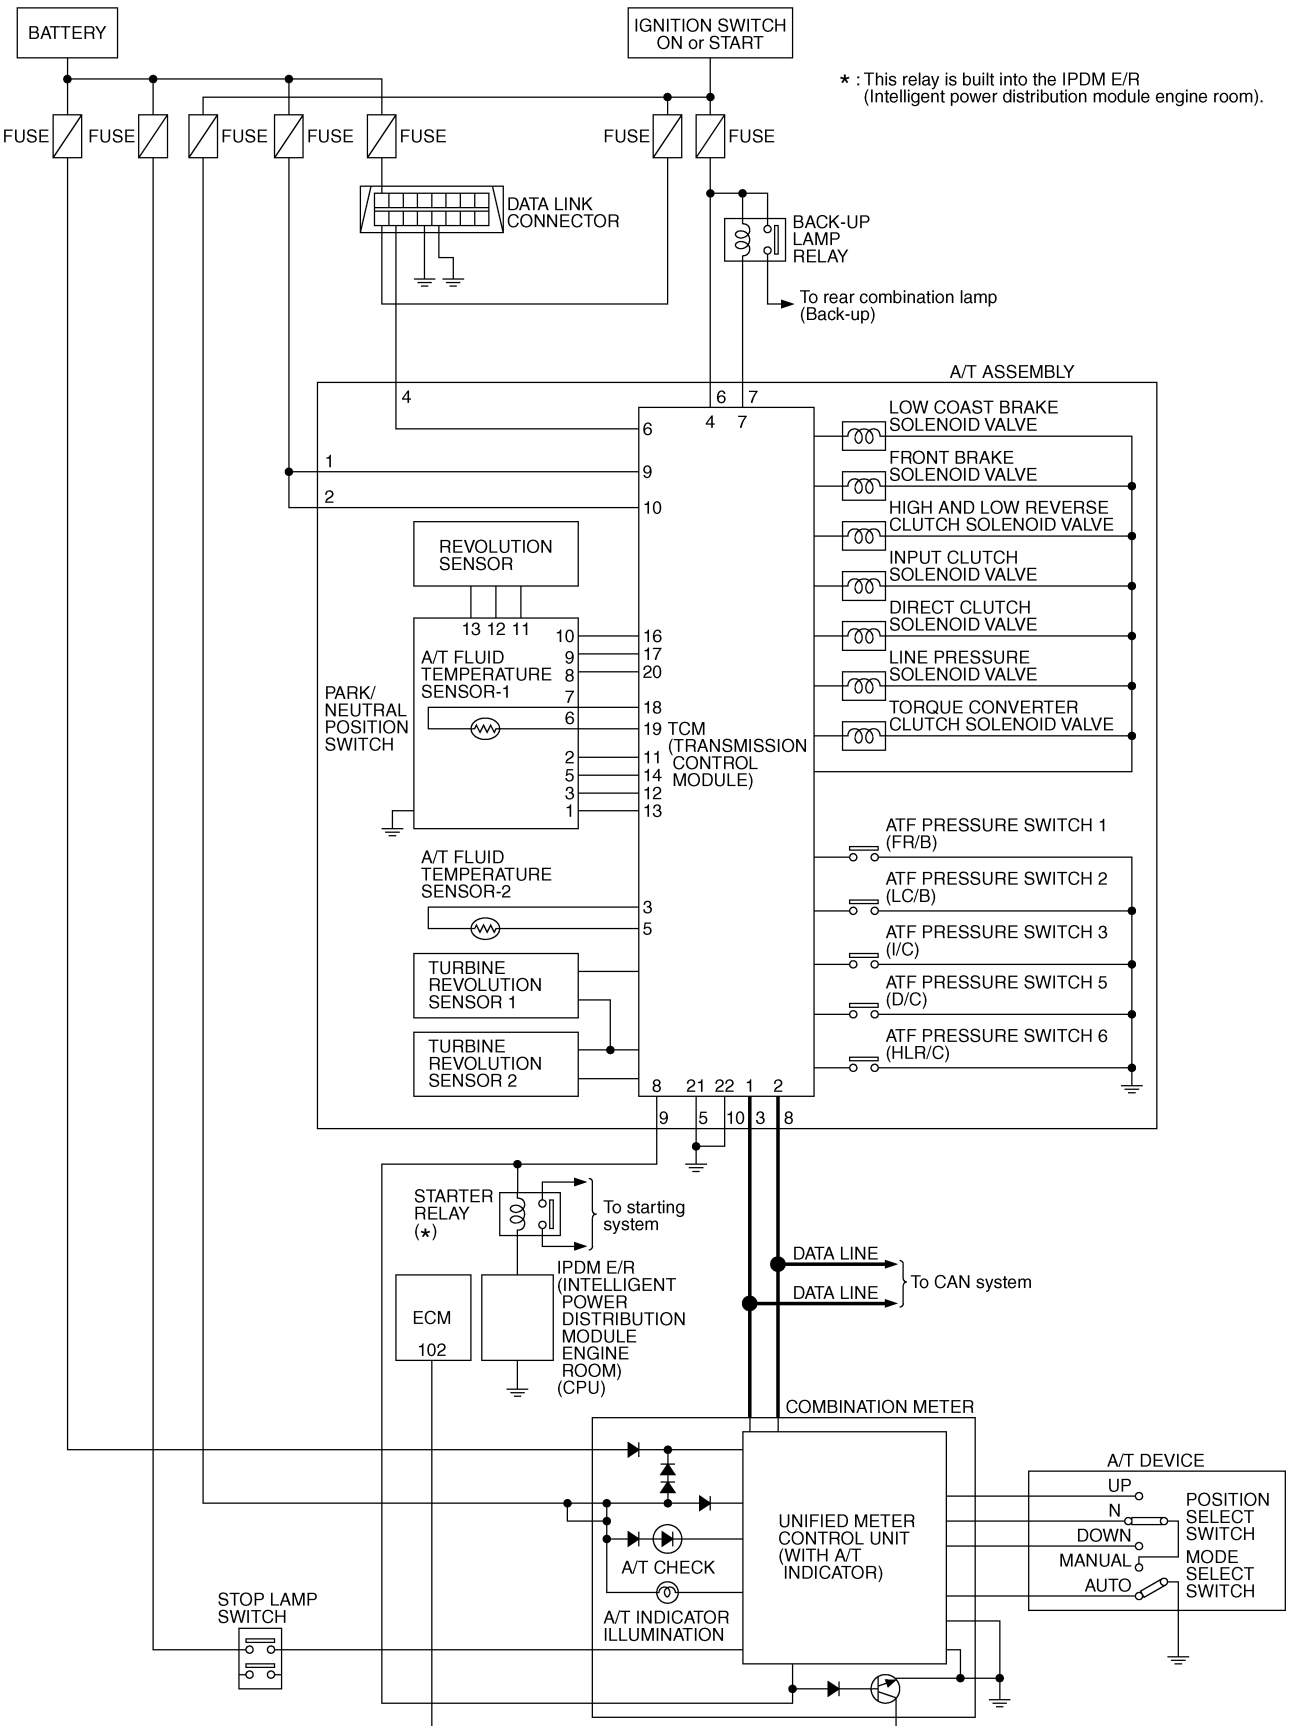 BATTERY
IGNITION SWITCH
ON or START
* : This relay is built into the IPDM E/R
(Intelligent power distribution module engine room).
FUSE
FUSE
FUSE
FUSE
FUSE
FUSE
FUSE
DATA LINK
CONNECTOR
BACK-UP
LAMP
RELAY
To rear combination lamp
(Back-up)
A/T ASSEMBLY
4
6
7
4
7
6
1
9
2
10
LOW COAST BRAKE
SOLENOID VALVE
FRONT BRAKE
SOLENOID VALVE
HIGH AND LOW REVERSE
CLUTCH SOLENOID VALVE
INPUT CLUTCH
SOLENOID VALVE
DIRECT CLUTCH
SOLENOID VALVE
LINE PRESSURE
SOLENOID VALVE
TORQUE CONVERTER
CLUTCH SOLENOID VALVE
REVOLUTION
SENSOR
13 12 11
PARK/
NEUTRAL
POSITION
SWITCH
A/T FLUID
TEMPERATURE
SENSOR-1
10
9
8
7
6
2
5
3
1
16
17
20
18
19
11
14
12
13
TCM
(TRANSMISSION
CONTROL
MODULE)
A/T FLUID
TEMPERATURE
SENSOR-2
3
5
TURBINE
REVOLUTION
SENSOR 1
TURBINE
REVOLUTION
SENSOR 2
ATF PRESSURE SWITCH 1
(FR/B)
ATF PRESSURE SWITCH 2
(LC/B)
ATF PRESSURE SWITCH 3
(I/C)
ATF PRESSURE SWITCH 5
(D/C)
ATF PRESSURE SWITCH 6
(HLR/C)
8 21 22 1 2
9 5 10 3 8
STARTER
RELAY
(*)
To starting
system
DATA LINE
DATA LINE
To CAN system
ECM
102
IPDM E/R
(INTELLIGENT
POWER
DISTRIBUTION
MODULE
ENGINE
ROOM)
(CPU)
COMBINATION METER
UNIFIED METER
CONTROL UNIT
(WITH A/T
INDICATOR)
A/T CHECK
A/T INDICATOR
ILLUMINATION
A/T DEVICE
UP
N
DOWN
MANUAL
AUTO
POSITION
SELECT
SWITCH
MODE
SELECT
SWITCH
STOP LAMP
SWITCH